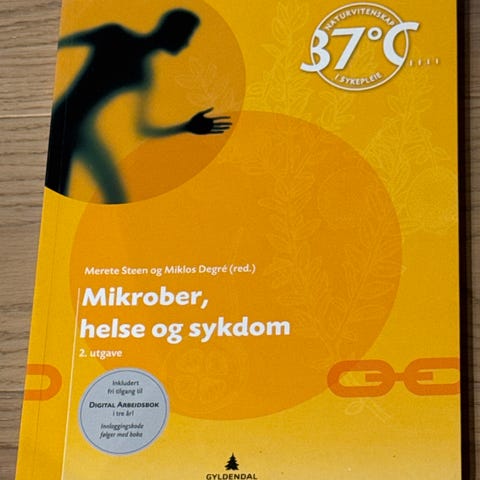 NATURVITENSKAP
37°C
I SYKEPLEIE
Merete Steen og Miklos Degré (red.)
Mikrober,
helse og sykdom
2. utgave
Inkludert
fri tilgang til
DIGITAL ARBEIDSBOK
i tre år!
Innloggingskode
følger med boka
GYLDENDAL